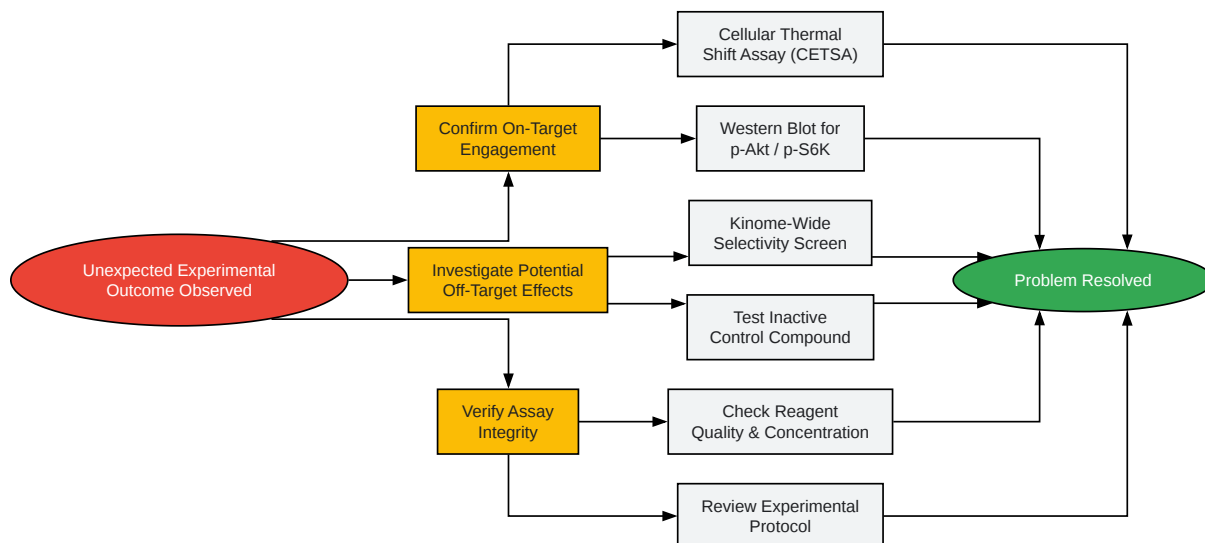 Cellular Thermal
Shift Assay (CETSA)
Confirm On-Target
Engagement
Western Blot for
p-Akt / p-S6K
Kinome-Wide
Selectivity Screen
Unexpected Experimental
Outcome Observed
Investigate Potential
Off-Target Effects
Problem Resolved
Test Inactive
Control Compound
Verify Assay
Integrity
Check Reagent
Quality & Concentration
Review Experimental
Protocol